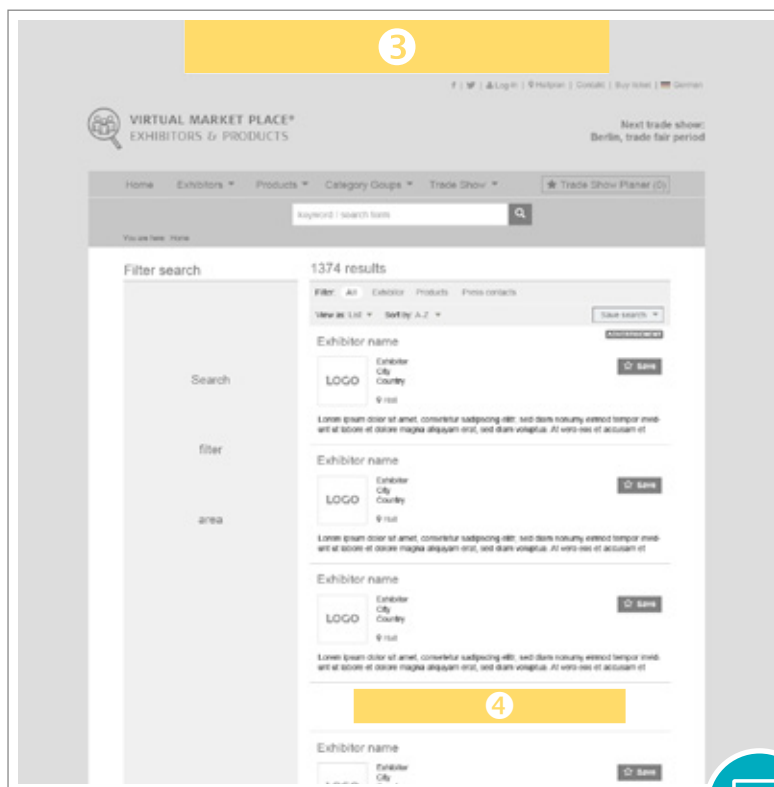 3
f | | Log-in | Hallplan | Contakt | Buy ticket | German
VIRTUAL MARKET PLACE®
EXHIBITORS & PRODUCTS
Next trade show:
Berlin, trade fair period
Home Exhibitors Products Category Goups Trade Show Trade Show Planer (0)
keyword / search term
You are here: Home
Filter search
1374 results
Filter: All Exhibitor Products Press contacts
View as: List Sort by: A-Z Save search
ADVERTISEMENT
Exhibitor name
LOGO
Exhibitor
City
Country
Hall
Save
Lorem ipsum dolor sit amet, consetetur sadipscing elitr, sed diam nonumy eirmod tempor invid-
unt ut labore et dolore magna aliquyam erat, sed diam voluptua. At vero eos et accusam et
Search
filter
area
Exhibitor name
LOGO
Exhibitor
City
Country
Hall
Save
Lorem ipsum dolor sit amet, consetetur sadipscing elitr, sed diam nonumy eirmod tempor invid-
unt ut labore et dolore magna aliquyam erat, sed diam voluptua. At vero eos et accusam et
Exhibitor name
LOGO
Exhibitor
City
Country
Hall
Save
Lorem ipsum dolor sit amet, consetetur sadipscing elitr, sed diam nonumy eirmod tempor invid-
unt ut labore et dolore magna aliquyam erat, sed diam voluptua. At vero eos et accusam et
4
Exhibitor name
LOGO
Exhibitor
City
Save